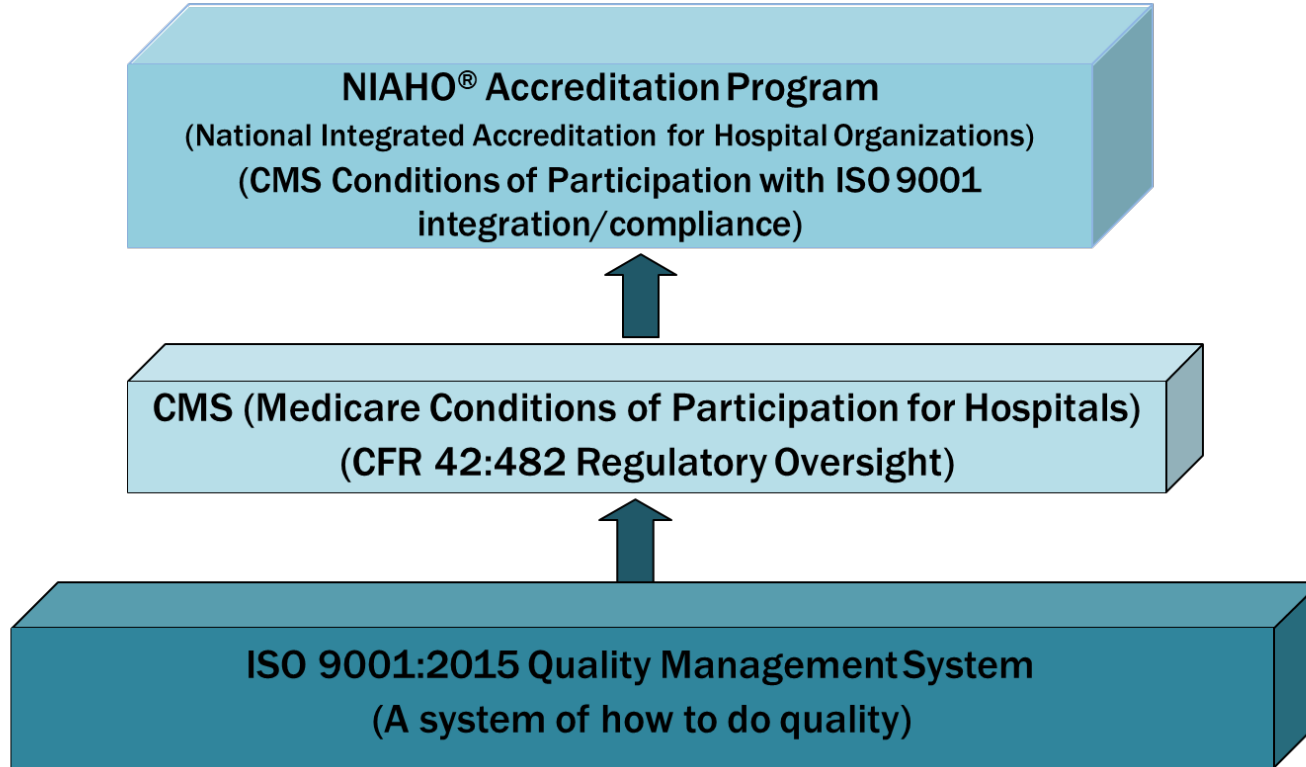 NIAHO® Accreditation Program
(National Integrated Accreditation for Hospital Organizations)
(CMS Conditions of Participation with ISO 9001
integration/compliance)
CMS (Medicare Conditions of Participation for Hospitals)
(CFR 42:482 Regulatory Oversight)
ISO 9001:2015 Quality Management System
(A system of how to do quality)